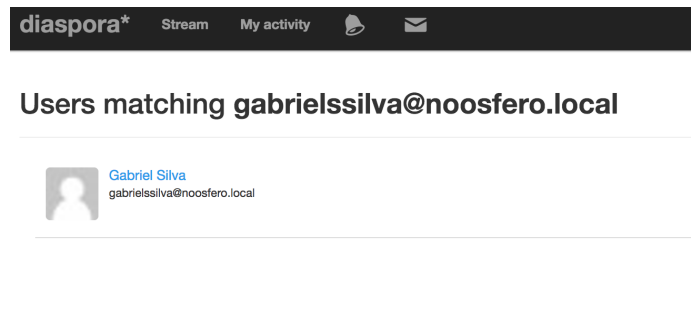 diaspora* Stream My activity
Users matching gabrielssilva@noosfero.local
Gabriel Silva
gabrielssilva@noosfero.local